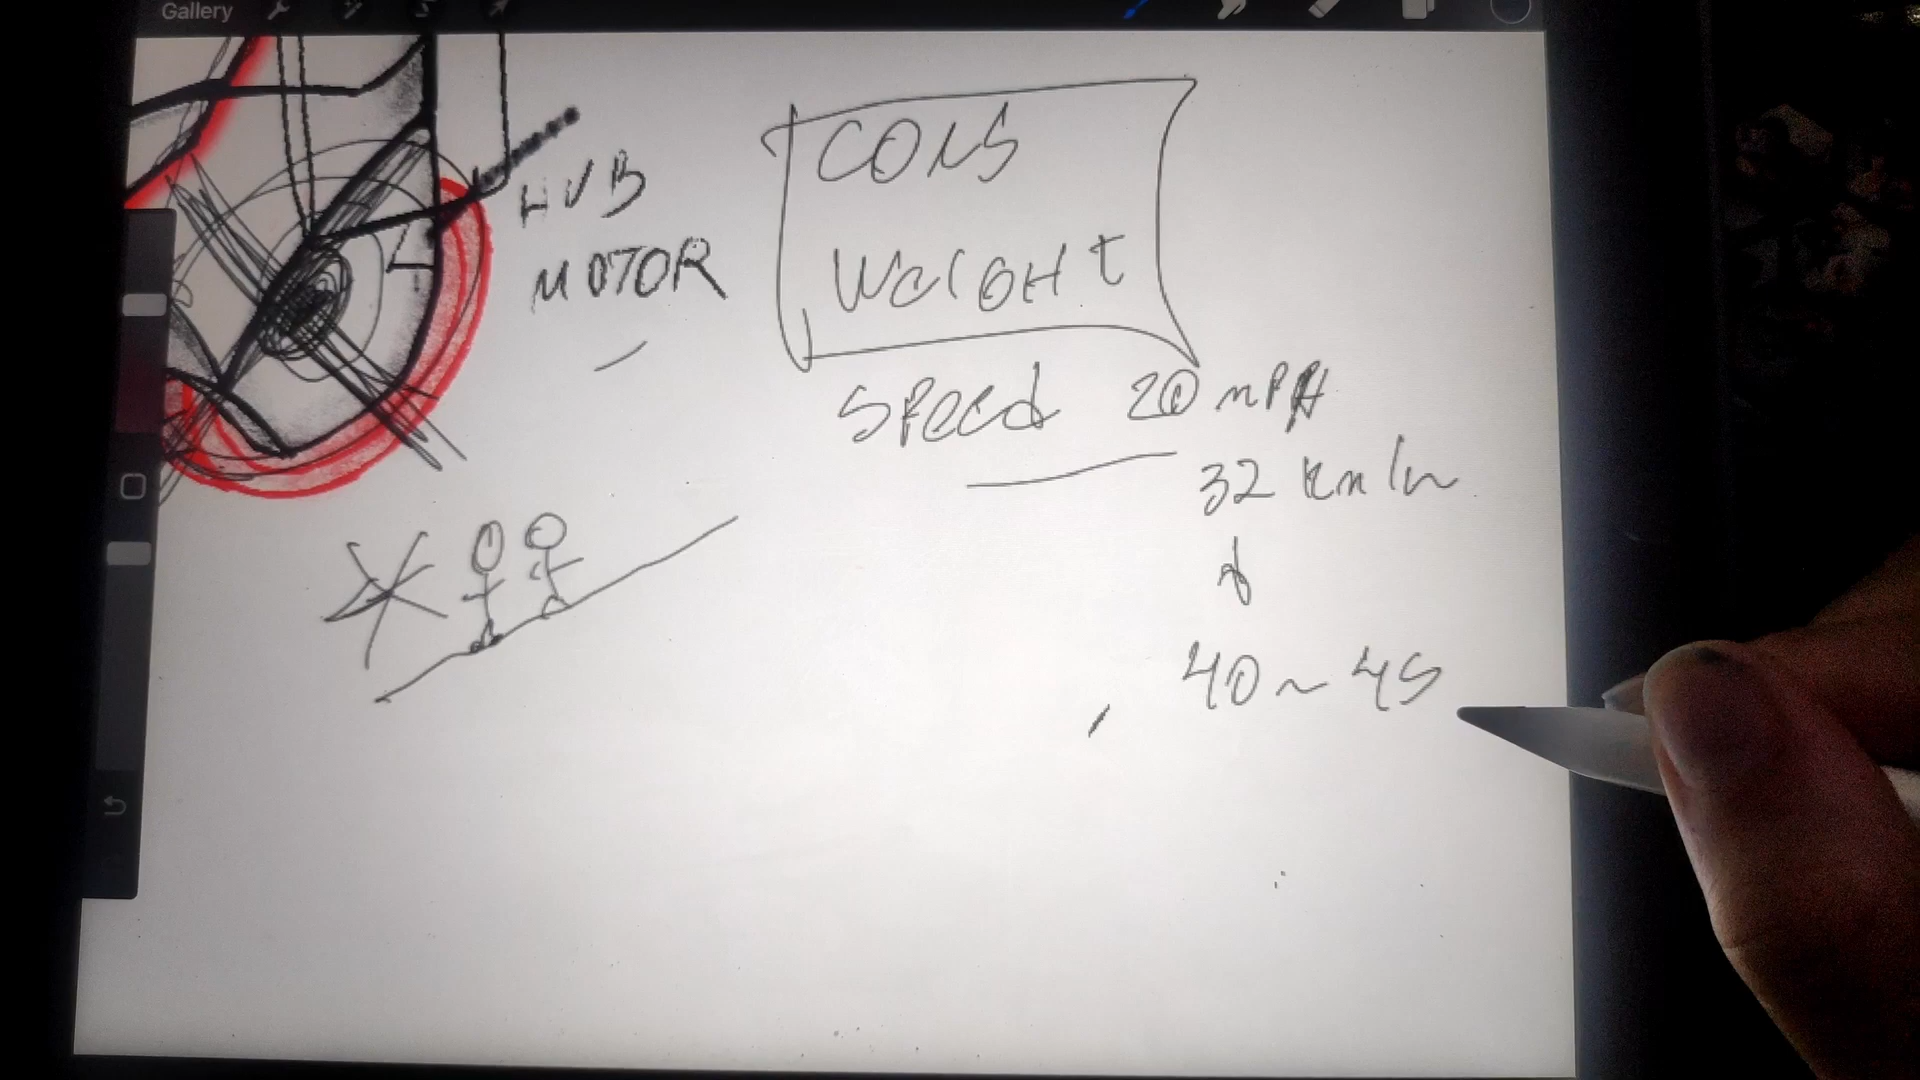 Gallery
HUB
MOTOR
CONS
WEIGHt
SPeed 20 mPH
32 km/h
40 ~ 45